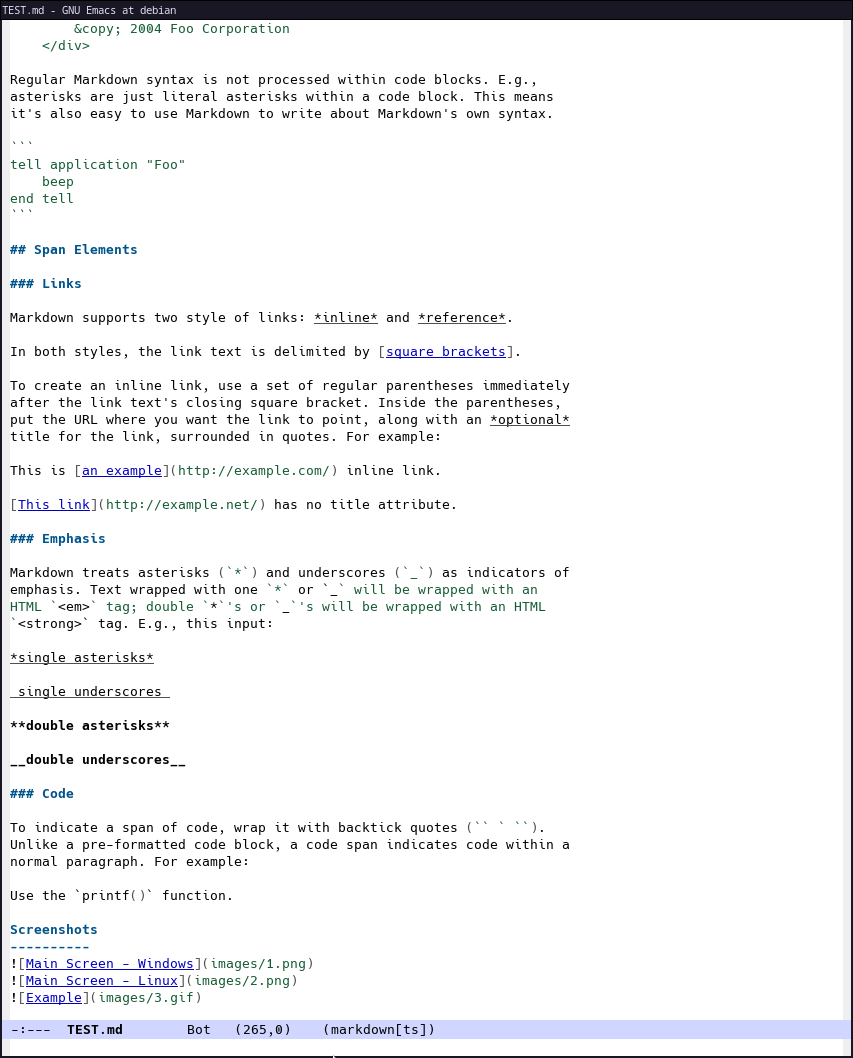 TEST.md - GNU Emacs at debian
        &copy; 2004 Foo Corporation
    </div>

Regular Markdown syntax is not processed within code blocks. E.g.,
asterisks are just literal asterisks within a code block. This means
it's also easy to use Markdown to write about Markdown's own syntax.

```
tell application "Foo"
    beep
end tell
```

## Span Elements

### Links

Markdown supports two style of links: *inline* and *reference*.

In both styles, the link text is delimited by [square brackets].

To create an inline link, use a set of regular parentheses immediately
after the link text's closing square bracket. Inside the parentheses,
put the URL where you want the link to point, along with an *optional*
title for the link, surrounded in quotes. For example:

This is [an example](http://example.com/) inline link.

[This link](http://example.net/) has no title attribute.

### Emphasis

Markdown treats asterisks (`*`) and underscores (`_`) as indicators of
emphasis. Text wrapped with one `*` or `_` will be wrapped with an
HTML `<em>` tag; double `*`'s or `_`'s will be wrapped with an HTML
`<strong>` tag. E.g., this input:

*single asterisks*

_single underscores_

**double asterisks**

__double underscores__

### Code

To indicate a span of code, wrap it with backtick quotes (`` ` ``).
Unlike a pre-formatted code block, a code span indicates code within a
normal paragraph. For example:

Use the `printf()` function.

Screenshots
----------
![Main Screen - Windows](images/1.png)
![Main Screen - Linux](images/2.png)
![Example](images/3.gif)

-:---  TEST.md        Bot   (265,0)    (markdown[ts])